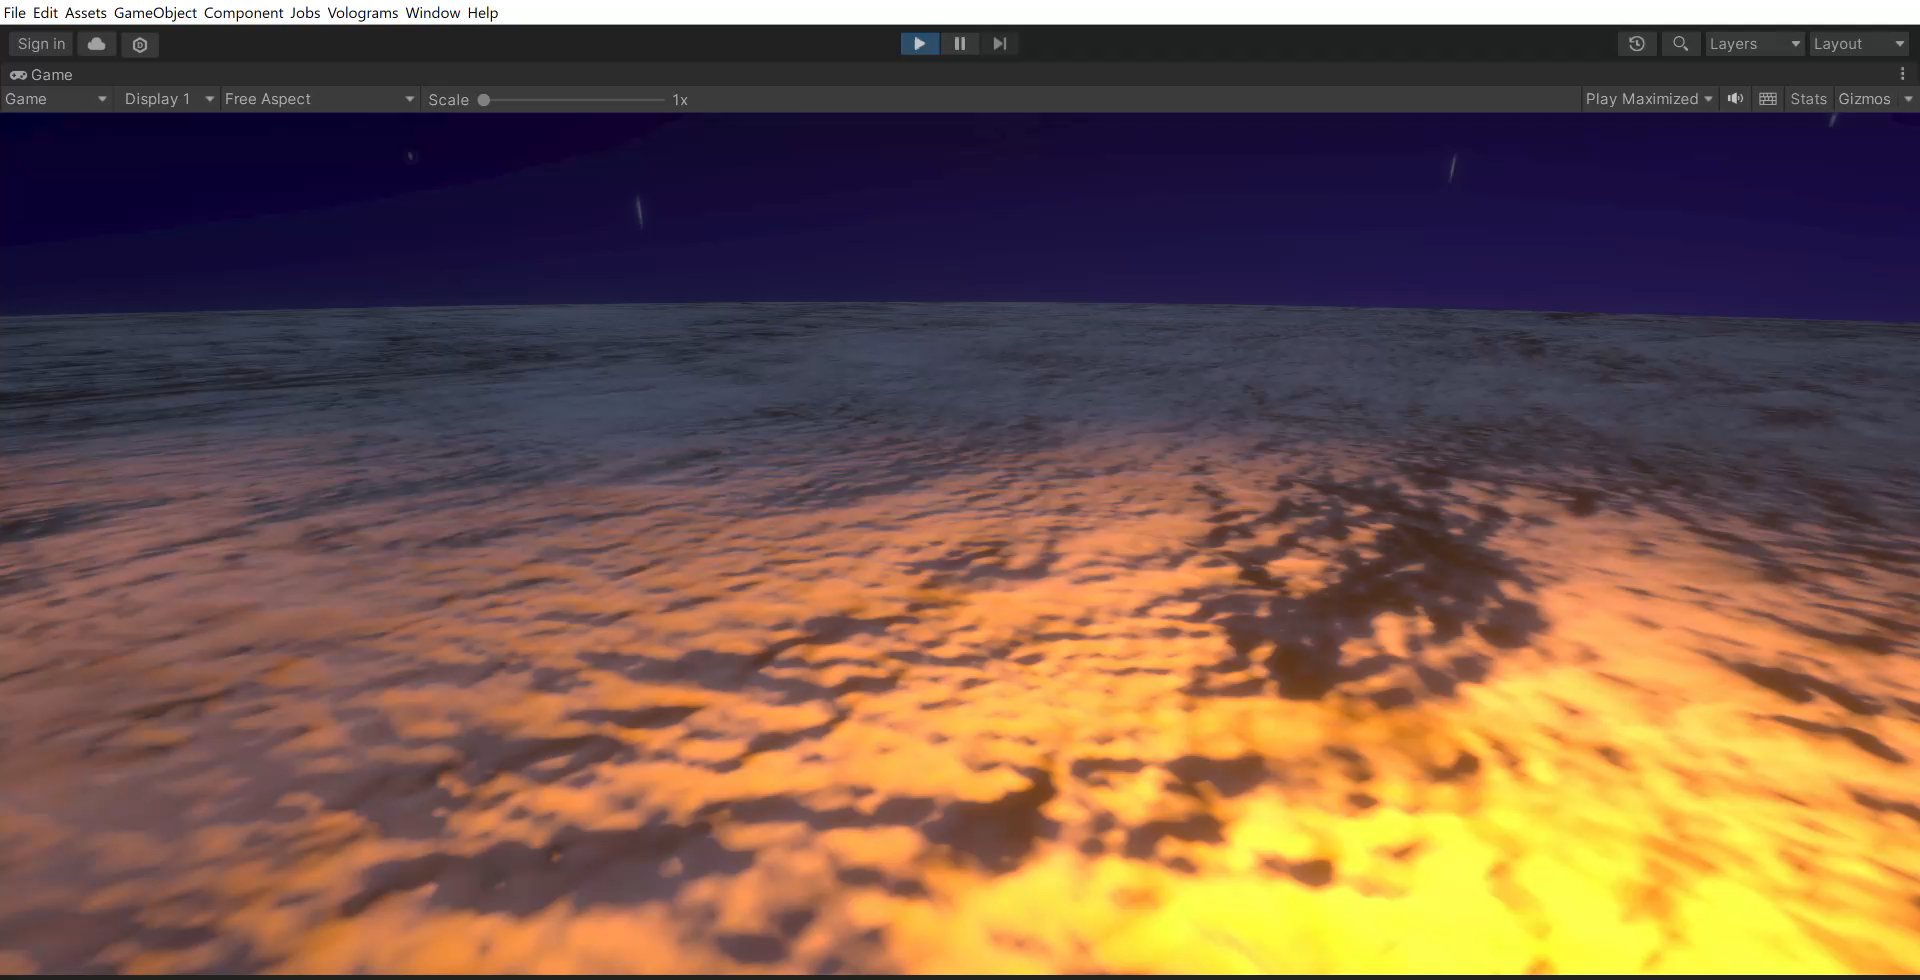 File Edit Assets GameObject Component Jobs Volograms Window Help
Sign in Layers Layout
Game
Game Display 1 Free Aspect Scale 1x Play Maximized Stats Gizmos